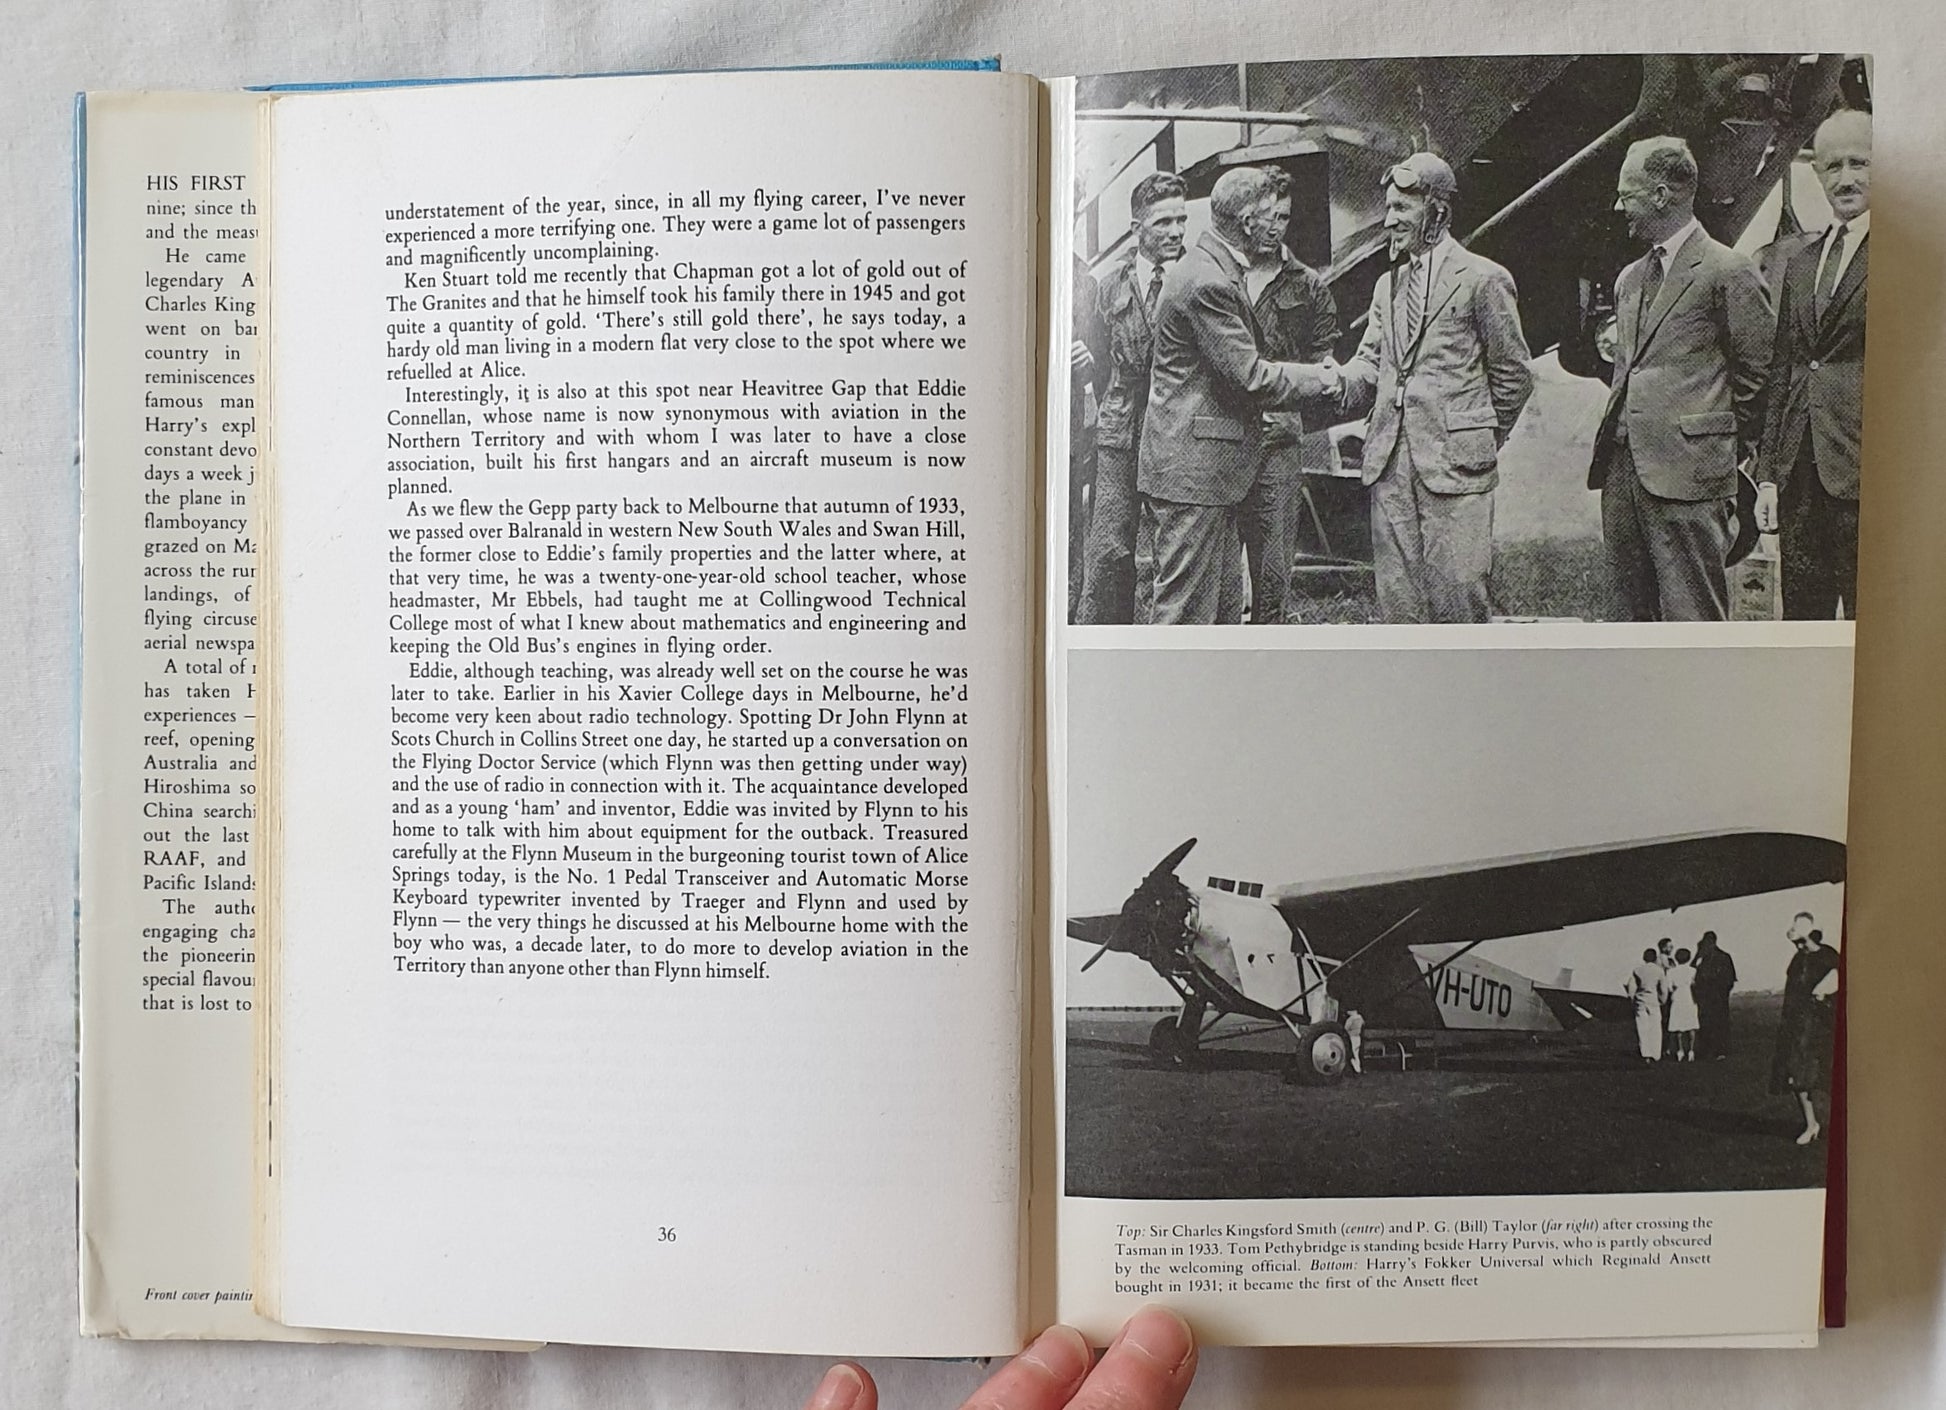 HIS FIRST
nine; since th
and the meas
He came
legendary A
Charles King
went on bar
country in
reminiscences
famous man
Harry's expl
constant devo
days a week j
the plane in
flamboyancy
grazed on Ma
across the rur
landings, of
flying circuse
aerial newspa
A total of
has taken H
experiences —
reef, opening
Australia and
Hiroshima so
China searchi
out the last
RAAF, and
Pacific Islands
The autho
engaging cha
the pioneerin
special flavou
that is lost to
Front cover paintin
understatement of the year, since, in all my flying career, I've never
experienced a more terrifying one. They were a game lot of passengers
and magnificently uncomplaining.
Ken Stuart told me recently that Chapman got a lot of gold out of
The Granites and that he himself took his family there in 1945 and got
quite a quantity of gold. 'There's still gold there', he says today, a
hardy old man living in a modern flat very close to the spot where we
refuelled at Alice.
Interestingly, it is also at this spot near Heavitree Gap that Eddie
Connellan, whose name is now synonymous with aviation in the
Northern Territory and with whom I was later to have a close
association, built his first hangars and an aircraft museum is now
planned.
As we flew the Gepp party back to Melbourne that autumn of 1933,
we passed over Balranald in western New South Wales and Swan Hill,
the former close to Eddie's family properties and the latter where, at
that very time, he was a twenty-one-year-old school teacher, whose
headmaster, Mr Ebbels, had taught me at Collingwood Technical
College most of what I knew about mathematics and engineering and
keeping the Old Bus's engines in flying order.
Eddie, although teaching, was already well set on the course he was
later to take. Earlier in his Xavier College days in Melbourne, he'd
become very keen about radio technology. Spotting Dr John Flynn at
Scots Church in Collins Street one day, he started up a conversation on
the Flying Doctor Service (which Flynn was then getting under way)
and the use of radio in connection with it. The acquaintance developed
and as a young 'ham' and inventor, Eddie was invited by Flynn to his
home to talk with him about equipment for the outback. Treasured
carefully at the Flynn Museum in the burgeoning tourist town of Alice
Springs today, is the No. 1 Pedal Transceiver and Automatic Morse
Keyboard typewriter invented by Traeger and Flynn and used by
Flynn — the very things he discussed at his Melbourne home with the
boy who was, a decade later, to do more to develop aviation in the
Territory than anyone other than Flynn himself.
36
VH-UTO
Top: Sir Charles Kingsford Smith (centre) and P. G. (Bill) Taylor (far right) after crossing the
Tasman in 1933. Tom Pethybridge is standing beside Harry Purvis, who is partly obscured
by the welcoming official. Bottom: Harry's Fokker Universal which Reginald Ansett
bought in 1931; it became the first of the Ansett fleet